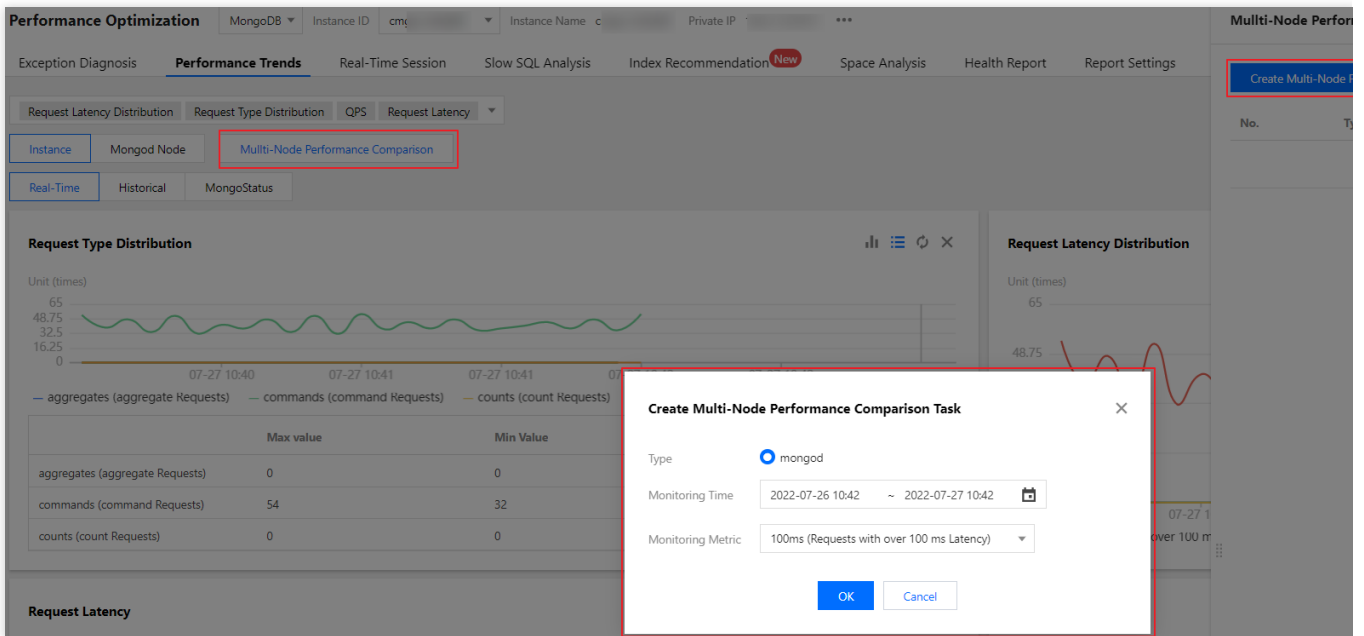 Performance Optimization MongoDB Instance ID Instance Name Private IP •••
Mullti-Node
Exception Diagnosis Performance Trends Real-Time Session Slow SQL Analysis Index Recommendation New Space Analysis Health Report Report Settings
Create Multi-Node
Request Latency Distribution Request Type Distribution QPS Request Latency
No.
Instance Mongod Node Mullti-Node Performance Comparison
Real-Time Historical MongoStatus
Request Type Distribution
Request Latency Distribution
Unit (times)
Unit (times)
65
65
48.75
32.5
16.25
0
48.75
07-27 10:40 07-27 10:41 07-27 10:41
aggregates (aggregate Requests) commands (command Requests) counts (count Requests)
Max value Min Value
aggregates (aggregate Requests) 0 0
commands (command Requests) 54 32
counts (count Requests) 0 0
Create Multi-Node Performance Comparison Task
Type mongod
Monitoring Time 2022-07-26 10:42 ~ 2022-07-27 10:42
Monitoring Metric 100ms (Requests with over 100 ms Latency)
OK Cancel
07-27
over 100
Request Latency